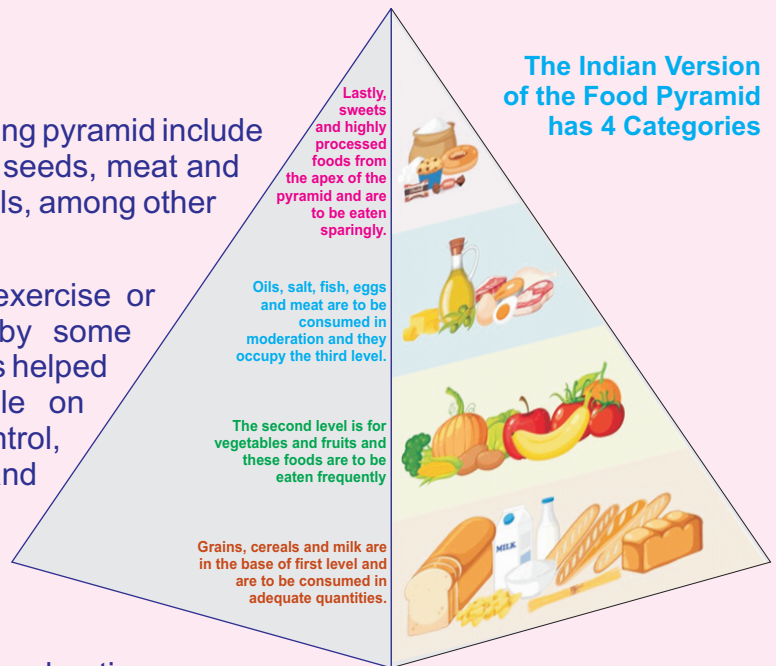 The Indian Version
of the Food Pyramid
has 4 Categories
ng pyramid include
seeds, meat and
ls, among other
exercise or
by some
s helped
le on
ntrol,
and
Lastly,
sweets
and highly
processed
foods from
the apex of the
pyramid and are
to be eaten
sparingly.
Oils, salt, fish, eggs
and meat are to be
consumed in
moderation and they
occupy the third level.
The second level is for
vegetables and fruits and
these foods are to be
eaten frequently
Grains, cereals and milk are
in the base of first level and
are to be consumed in
adequate quantities.
MILK